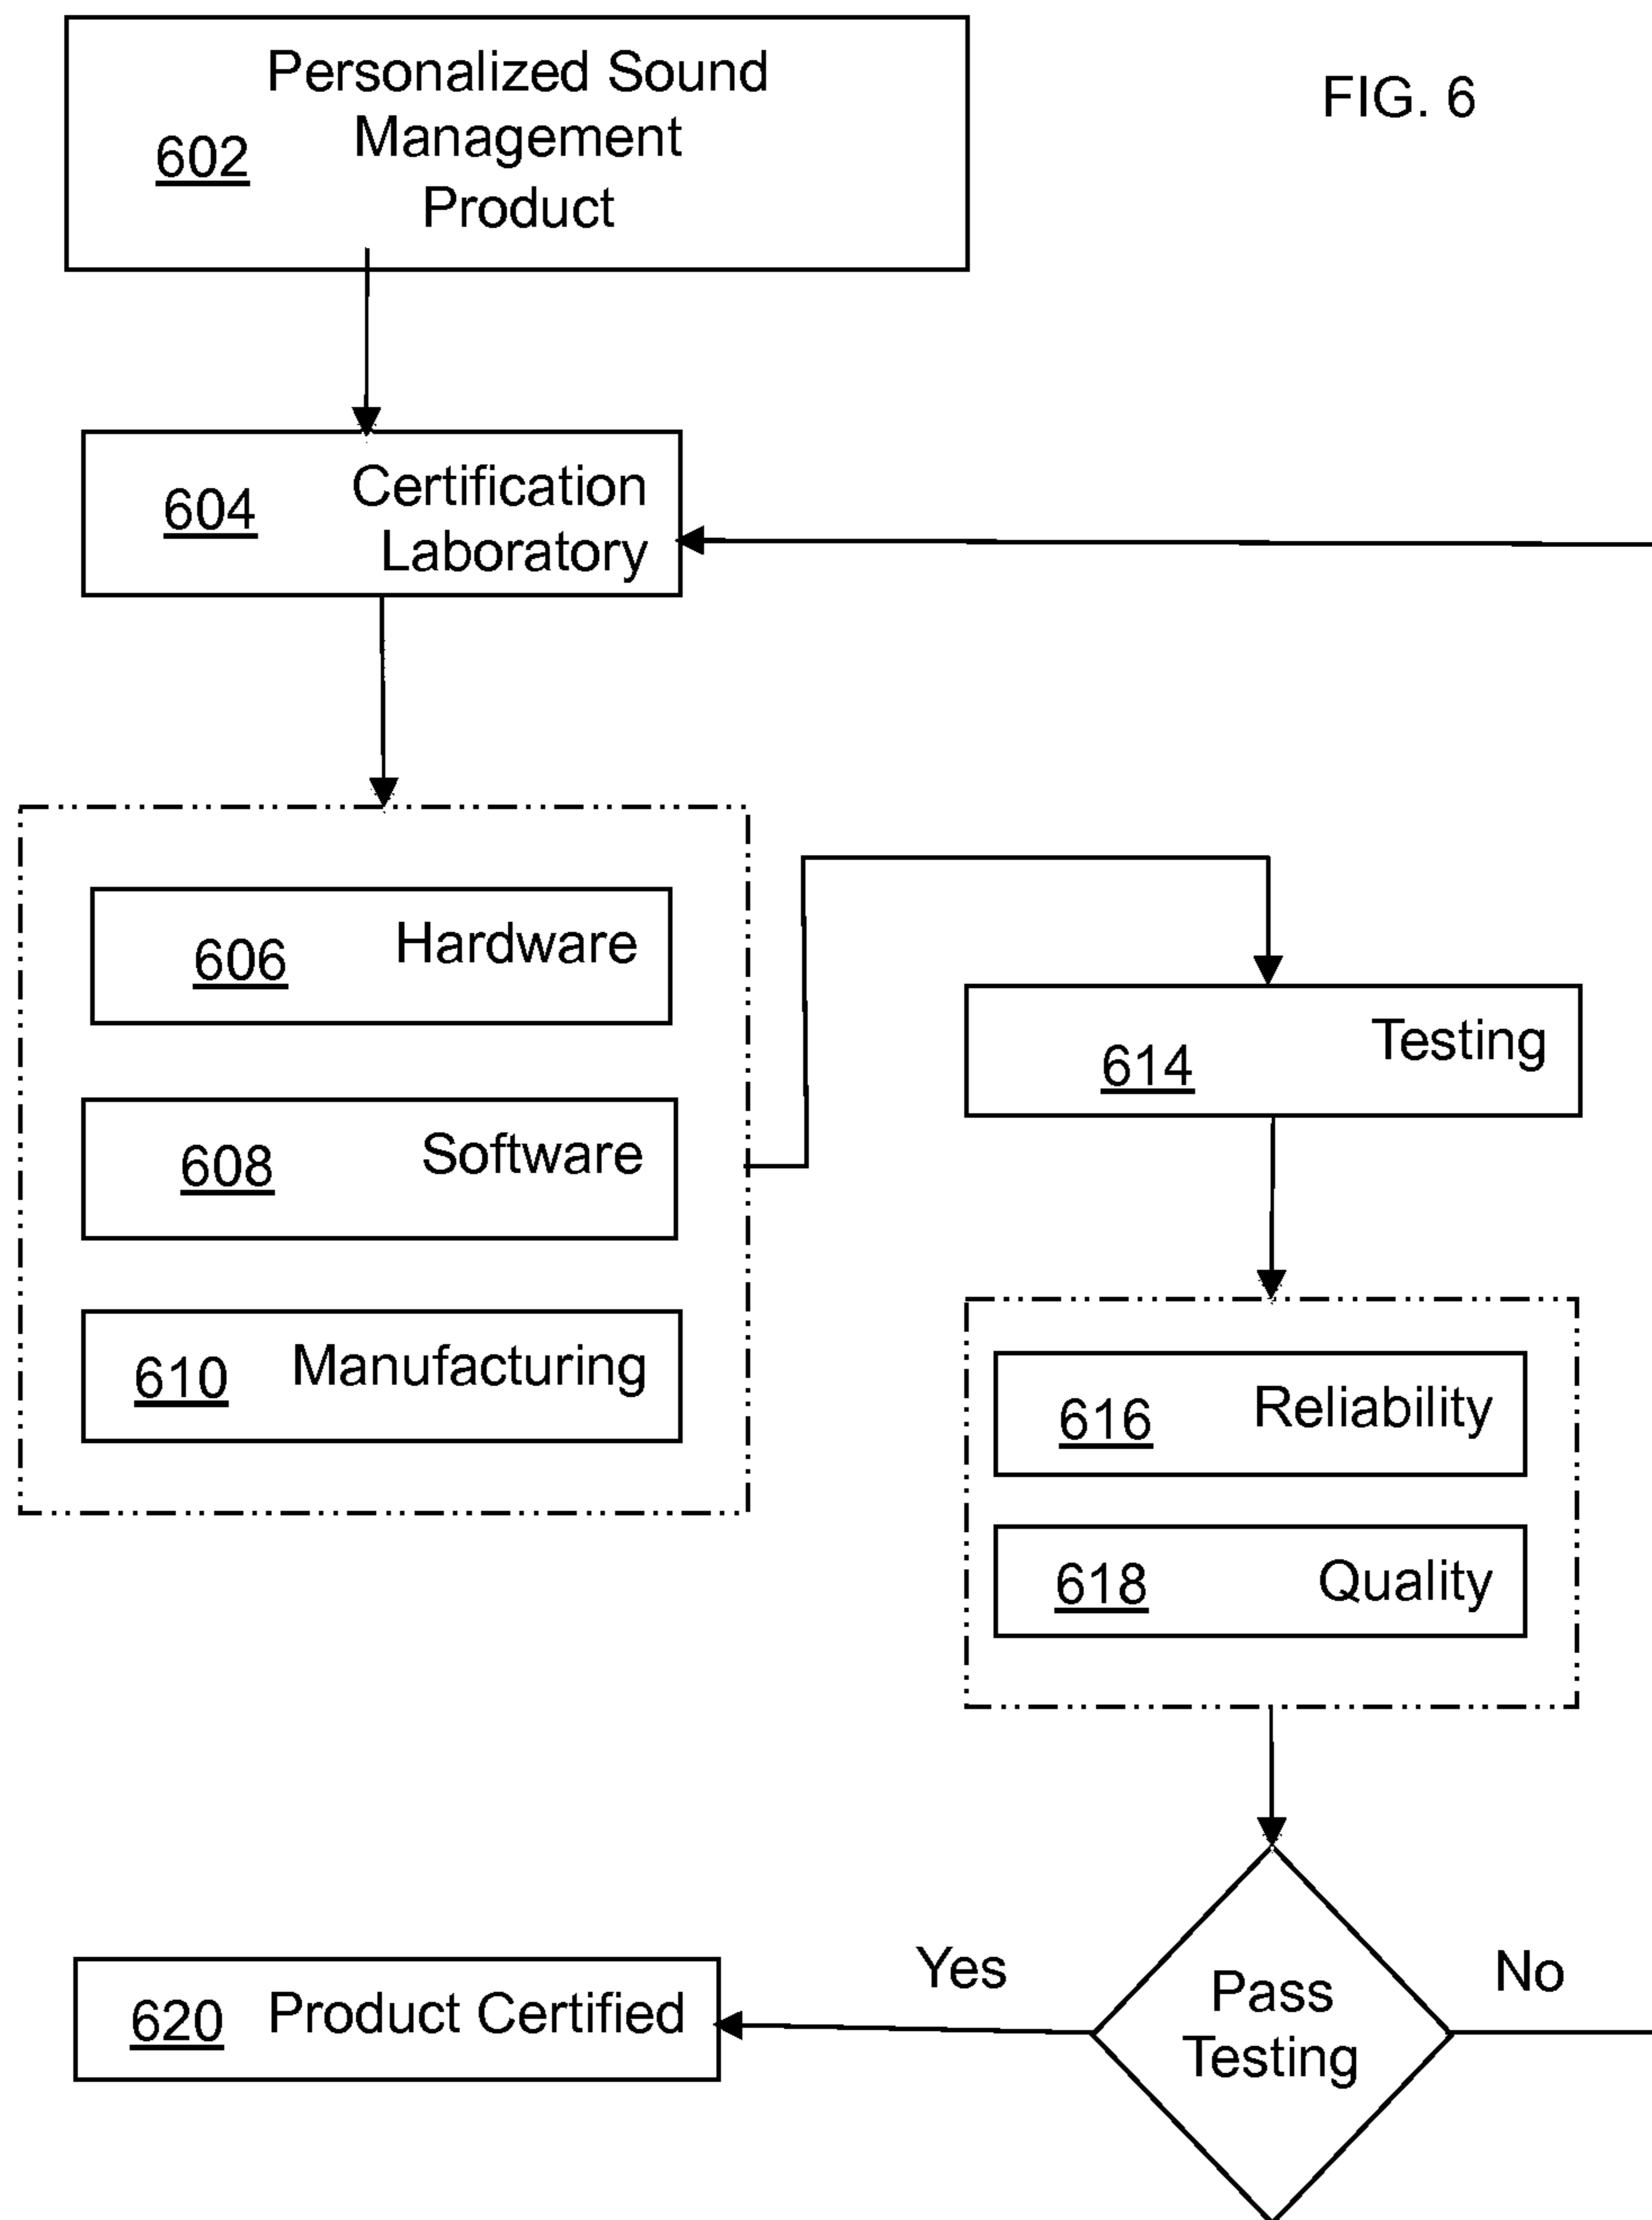 FIG. 6
Personalized Sound
Management
Product
602
Certification
Laboratory
604
Hardware
606
Software
608
Manufacturing
610
Testing
614
Reliability
616
Quality
618
Pass
Testing
Yes
No
Product Certified
620